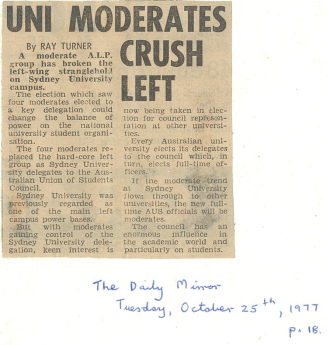 UNI MODERATES
CRUSH
LEFT
By RAY TURNER
A moderate A.L.P.
group has broken the
left-wing stranglehold
on Sydney University
campus.
The election which saw
four moderates elected to
a key delegation could
change the balance of
power on the national
university student organi-
sation.
The four moderates re-
placed the hard-core left
group as Sydney Univer-
sity delegates to the Aus-
tralian Union of Students
Council.
Sydney University was
previously regarded as
one of the main left
campus power bases.
But with moderates
gaining control of the
Sydney University dele-
gation, keen interest is
now being taken in elec-
tion for council represen-
tation at other universi-
ties.
Every Australian univer-
sity elects its delegates
to the council which, in
turn, elects full-time of-
ficers.
If the moderate trend
at Sydney University
flows through to other
universities, the new full-
time AUS officials will be
moderates.
The council has an
enormous influence in
the academic world and
particularly on students.
The Daily Mirror
Tuesday, October 25th, 1977
p. 18.